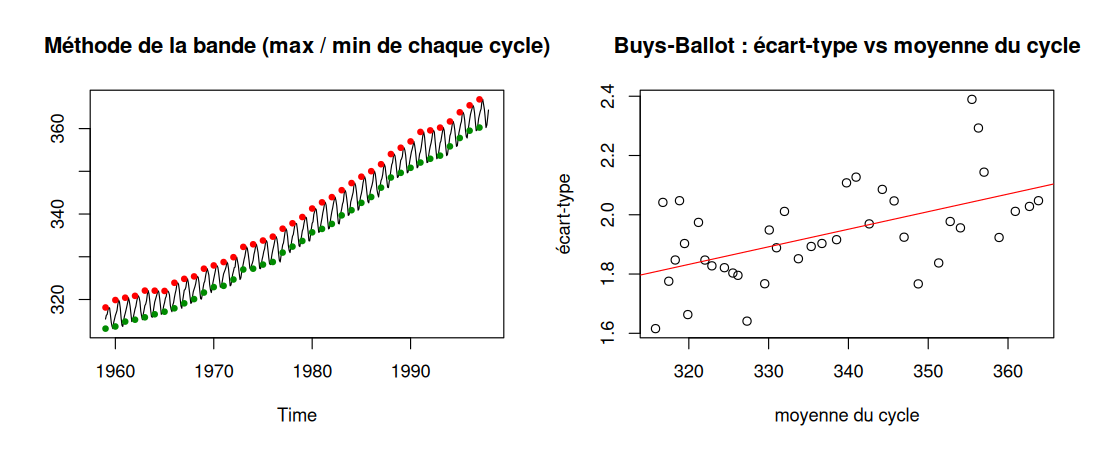 Méthode de la bande (max / min de chaque cycle)
360
340
320
1960 1970 1980 1990
Time
Buys-Ballot : écart-type vs moyenne du cycle
écart-type
2.4
2.2
2.0
1.8
1.6
320 330 340 350 360
moyenne du cycle